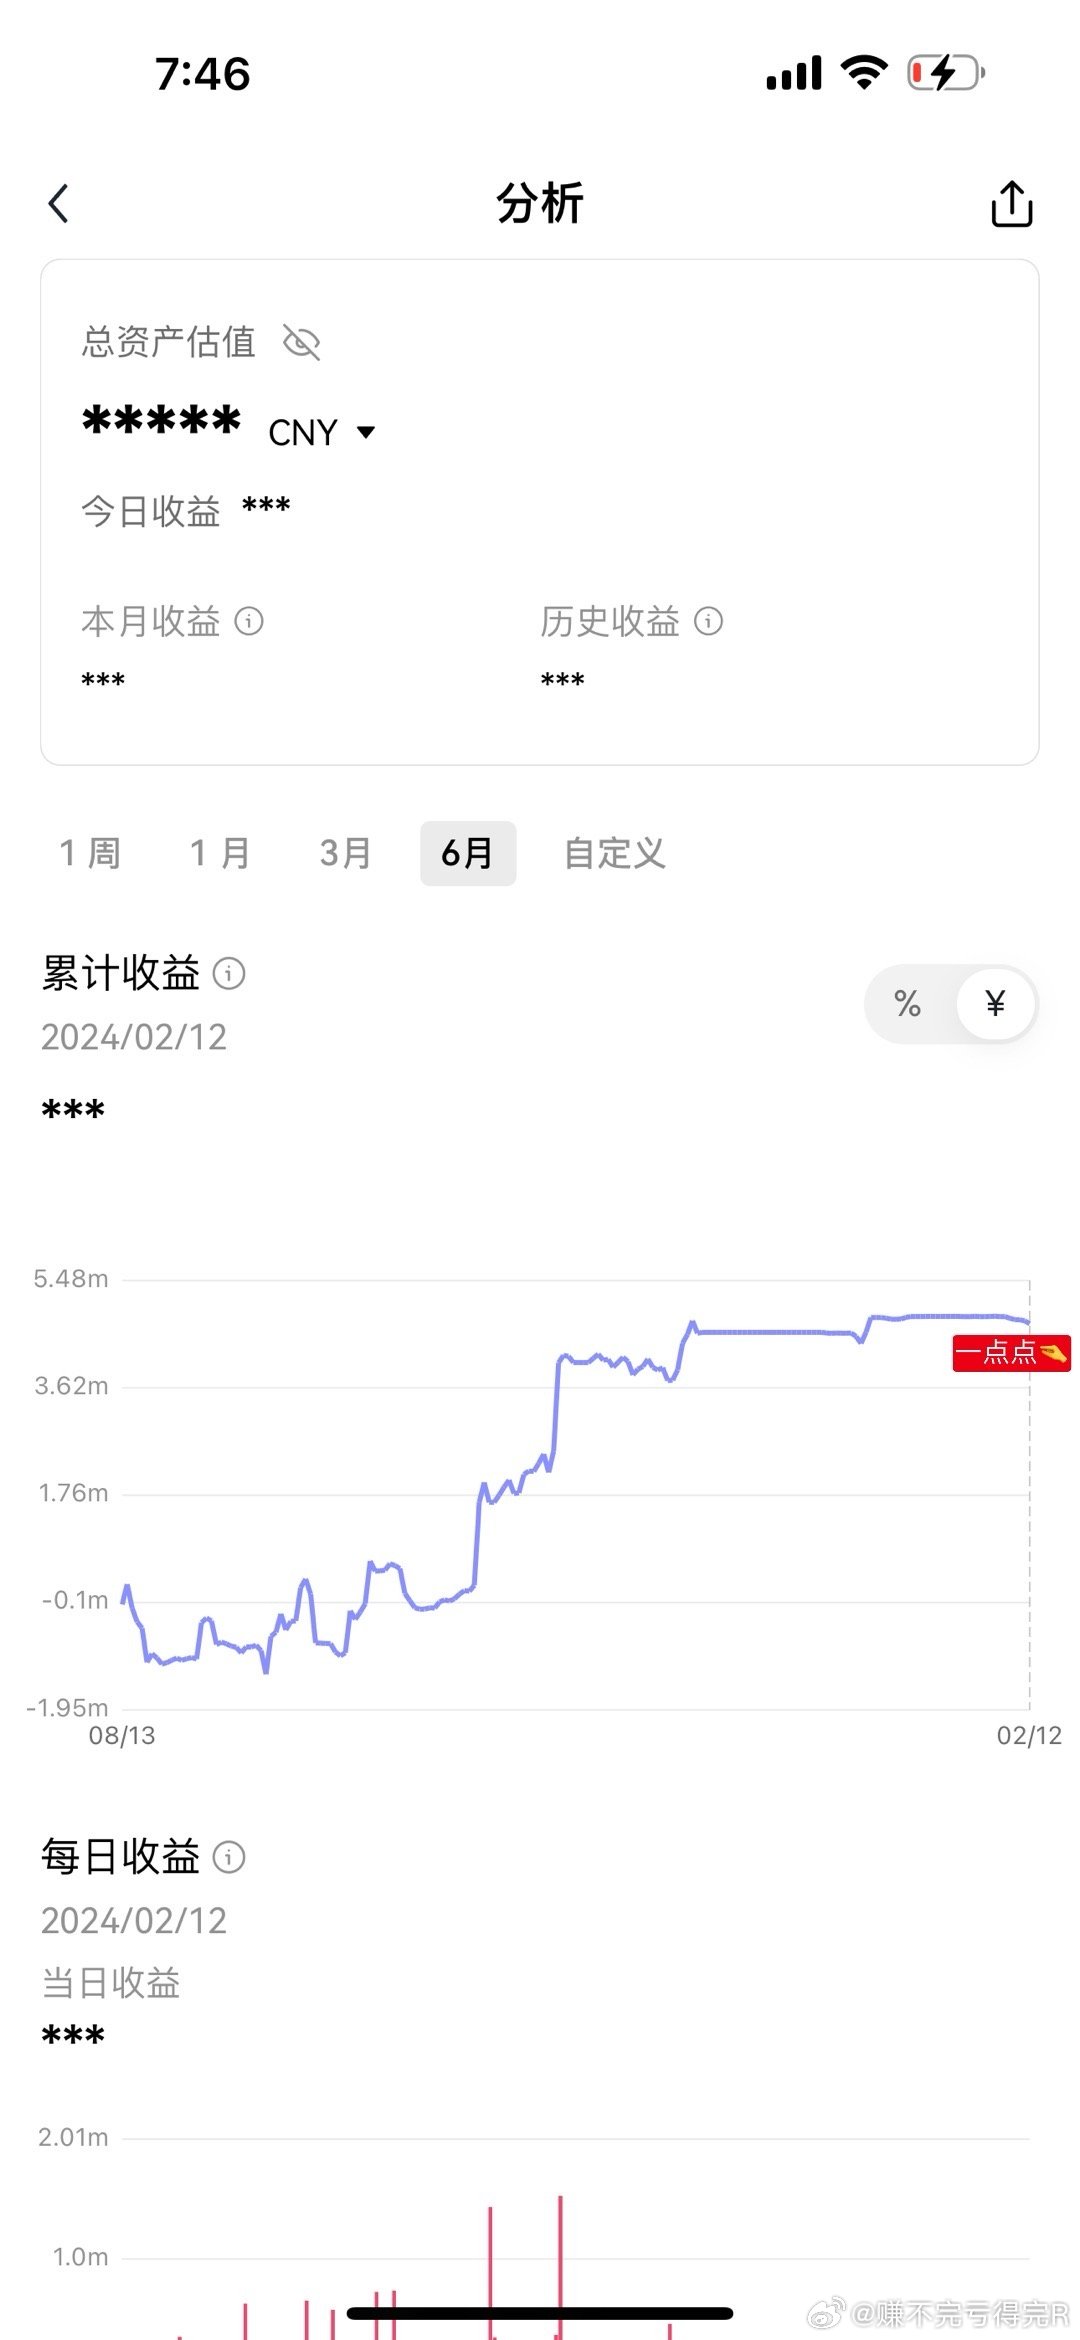 7:46
分析
总资产估值
***** CNY
今日收益 ***
本月收益 历史收益
*** ***
1 周 1 月 3月 6月 自定义
累计收益
% ¥
2024/02/12
***
5.48m
一点点
3.62m
1.76m
-0.1m
-1.95m
08/13 02/12
每日收益
2024/02/12
当日收益
***
2.01m
1.0m
@赚不完亏得完R